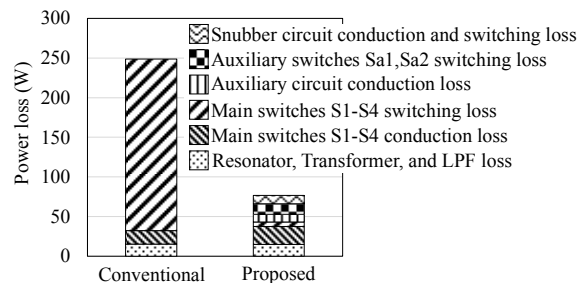 300
250
200
150
100
50
0
Power loss (W)
Snubber circuit conduction and switching loss
Auxiliary switches Sa1,Sa2 switching loss
Auxiliary circuit conduction loss
Main switches S1-S4 switching loss
Main switches S1-S4 conduction loss
Resonator, Transformer, and LPF loss
Conventional
Proposed